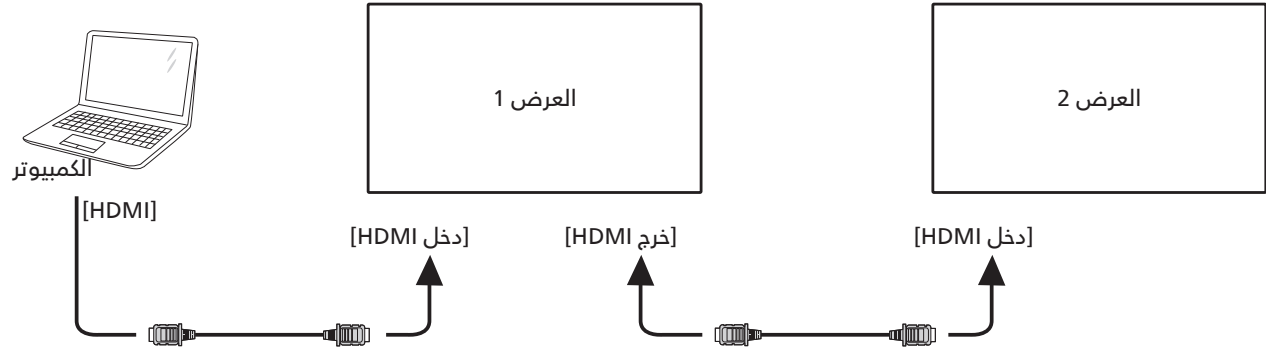 العرض 1
العرض 2
الكمبيوتر
[HDMI]
[دخل HDMI]
[خرج HDMI]
[دخل HDMI]